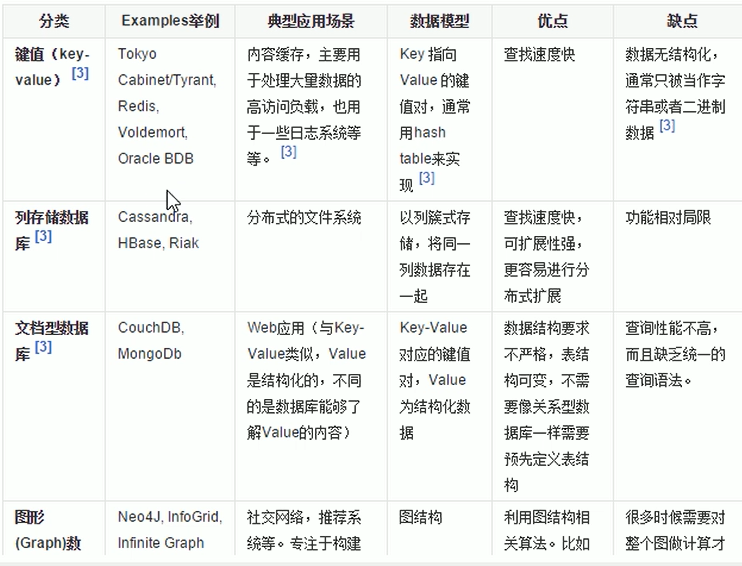 分类 Examples举例 典型应用场景 数据模型 优点 缺点
键值（key-
value） [3]
Tokyo
Cabinet/Tyrant,
Redis,
Voldemort,
Oracle BDB
内容缓存，主要用
于处理大量数据的
高访问负载，也用
于一些日志系统等
等。 [3]
Key 指向
Value 的键
值对，通常
用hash
table来实
现 [3]
查找速度快
数据无结构化，
通常只被当作字
符串或者二进制
数据 [3]
列存储数据
库 [3]
Cassandra,
HBase, Riak
分布式的文件系统
以列簇式存
储，将同一
列数据存在
一起
查找速度快，
可扩展性强，
更容易进行分
布式扩展
功能相对局限
文档型数据
库 [3]
CouchDB,
MongoDb
Web应用（与Key-
Value类似，Value
是结构化的，不同
的是数据库能够了
解Value的内容）
Key-Value
对应的键值
对，Value
为结构化数
据
数据结构要求
不严格，表结
构可变，不需
要像关系型数
据库一样需要
预先定义表结
构
查询性能不高，
而且缺乏统一的
查询语法。
图形
(Graph)数
Neo4J, InfoGrid,
Infinite Graph
社交网络，推荐系
统等。专注于构建
图结构
利用图结构相
关算法。比如
很多时候需要对
整个图做计算才